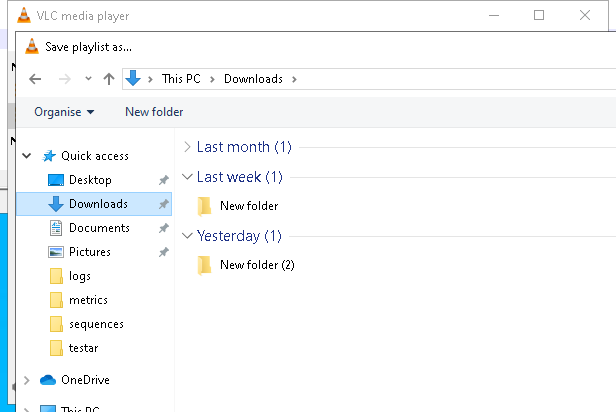 VLC media player
Save playlist as...
This PC
Downloads
Organise
New folder
Last month (1)
Quick access
Last week (1)
Desktop
Downloads
New folder
Documents
Yesterday (1)
Pictures
New folder (2)
logs
metrics
sequences
testar
OneDrive
This PC